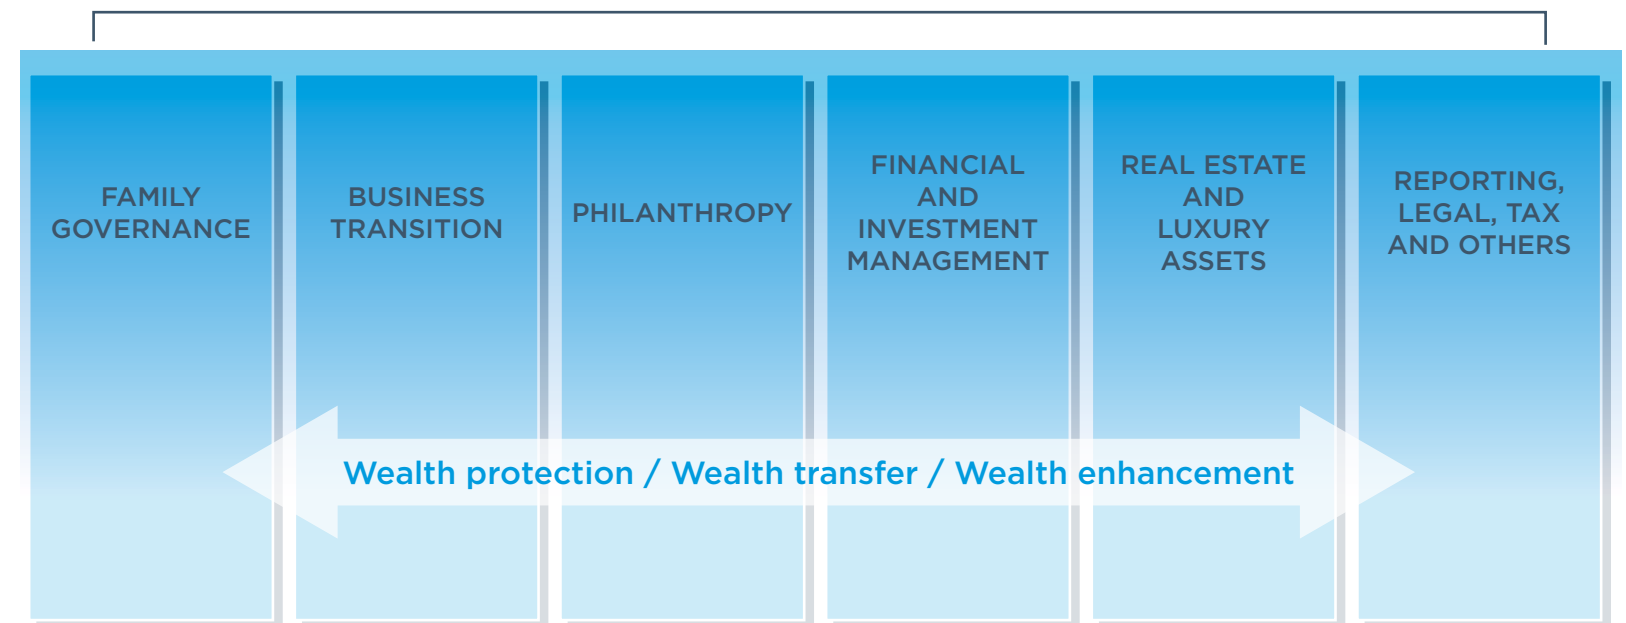 FAMILY
GOVERNANCE
BUSINESS
TRANSITION
PHILANTHROPY
FINANCIAL
AND
INVESTMENT
MANAGEMENT
REAL ESTATE
AND
LUXURY
ASSETS
REPORTING,
LEGAL, TAX
AND OTHERS
Wealth protection / Wealth transfer / Wealth enhancement